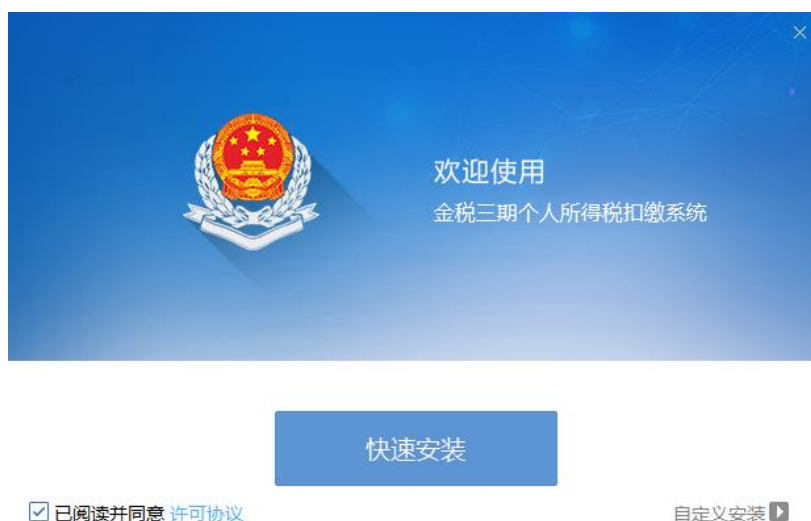 欢迎使用
金税三期个人所得税扣缴系统
快速安装
已阅读并同意 许可协议
自定义安装